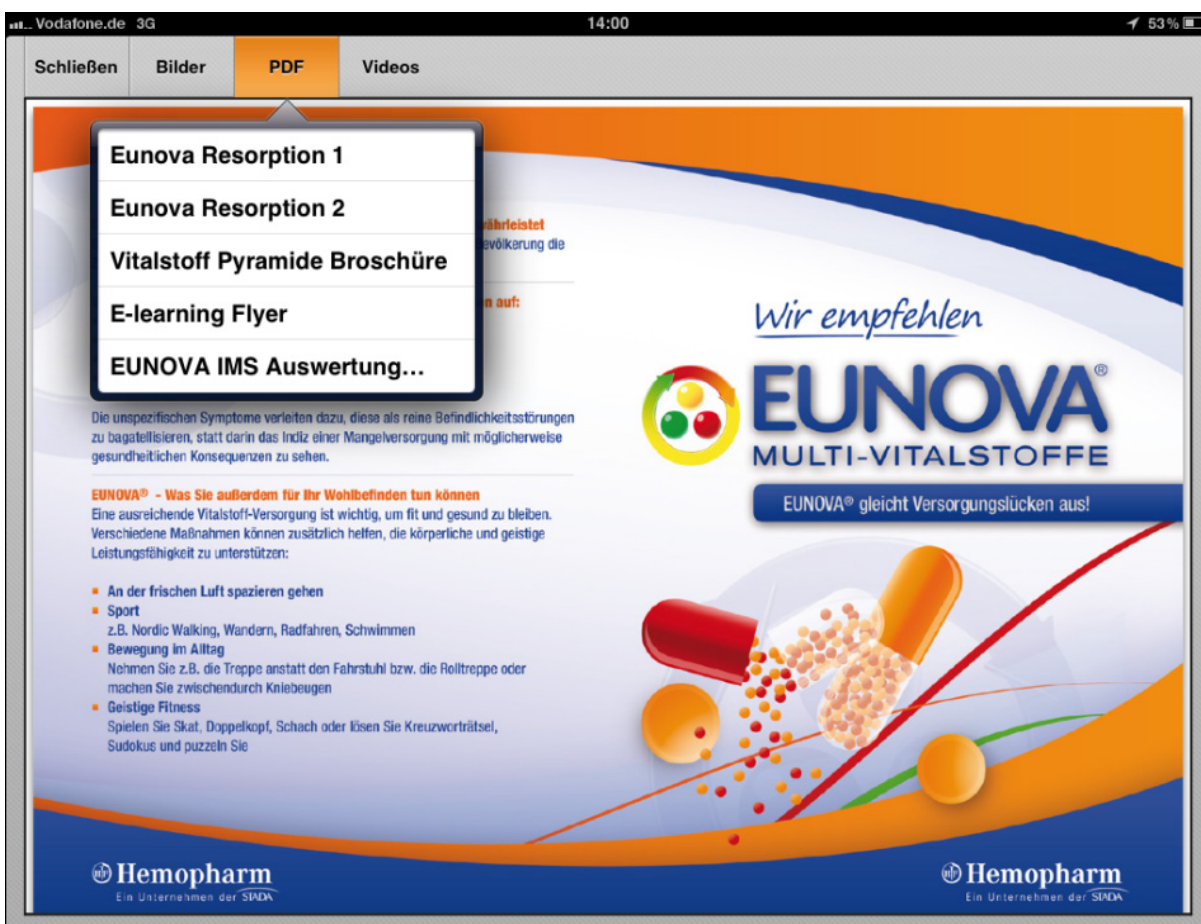 Vodafone.de 3G 14:00 53%
Schließen Bilder PDF Videos
Eunova Resorption 1
Eunova Resorption 2
Vitalstoff Pyramide Broschüre
E-learning Flyer
EUNOVA IMS Auswertung...
evölkerung die
n auf:
Die unspezifischen Symptome verleiten dazu, diese als reine Befindlichkeitsstörungen
zu bagatellisieren, statt darin das Indiz einer Mangelversorgung mit möglicherweise
gesundheitlichen Konsequenzen zu sehen.
EUNOVA® - Was Sie außerdem für Ihr Wohlbefinden tun können
Eine ausreichende Vitalstoff-Versorgung ist wichtig, um fit und gesund zu bleiben.
Verschiedene Maßnahmen können zusätzlich helfen, die körperliche und geistige
Leistungsfähigkeit zu unterstützen:
An der frischen Luft spazieren gehen
Sport
z.B. Nordic Walking, Wandern, Radfahren, Schwimmen
Bewegung im Alltag
Nehmen Sie z.B. die Treppe anstatt den Fahrstuhl bzw. die Rolltreppe oder
machen Sie zwischendurch Kniebeugen
Geistige Fitness
Spielen Sie Skat, Doppelkopf, Schach oder lösen Sie Kreuzworträtsel,
Sudokus und puzzeln Sie
Hemopharm
Ein Unternehmen der STADA
Wir empfehlen
EUNOVA®
MULTI-VITALSTOFFE
EUNOVA® gleicht Versorgungslücken aus!
Hemopharm
Ein Unternehmen der STADA